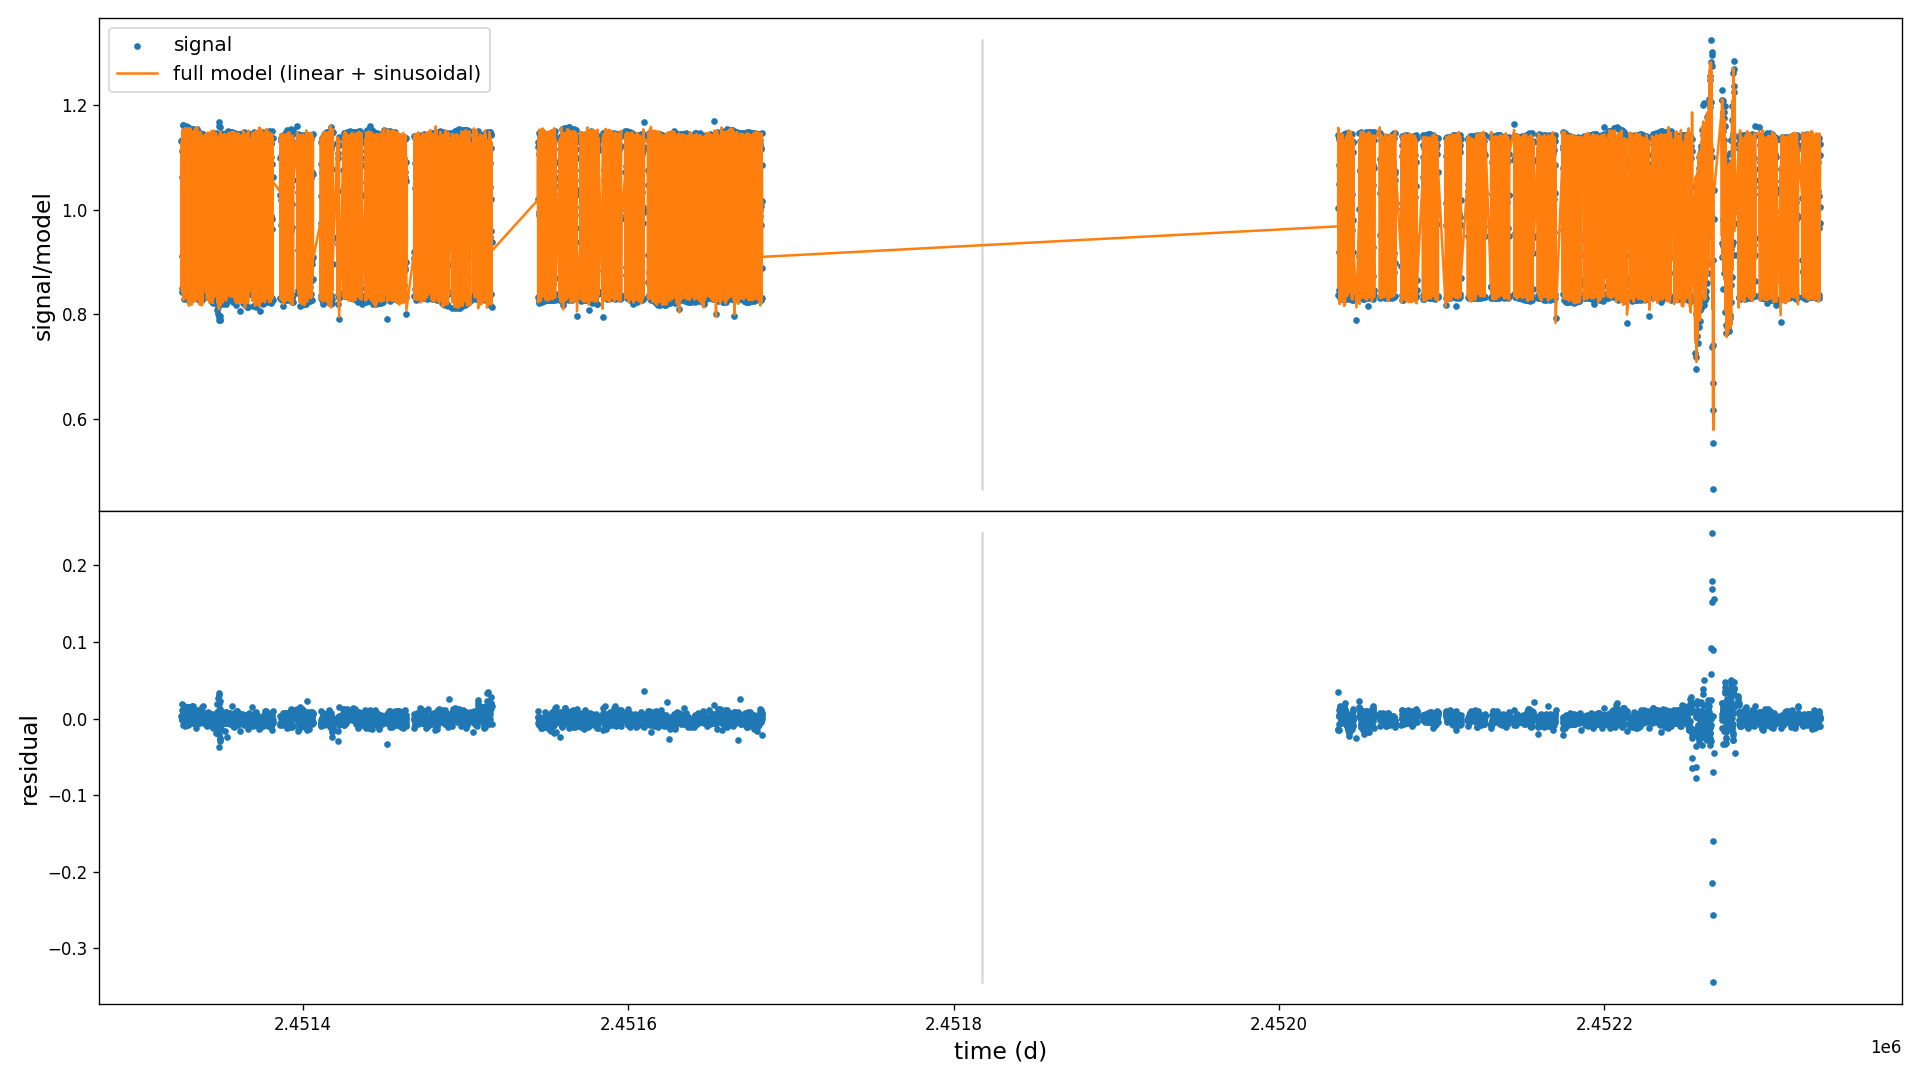 signal
full model (linear + sinusoidal)
signal/model
1.2
1.0
0.8
0.6
residual
0.2
0.1
0.0
−0.1
−0.2
−0.3
2.4514
2.4516
2.4518
2.4520
2.4522
1e6
time (d)